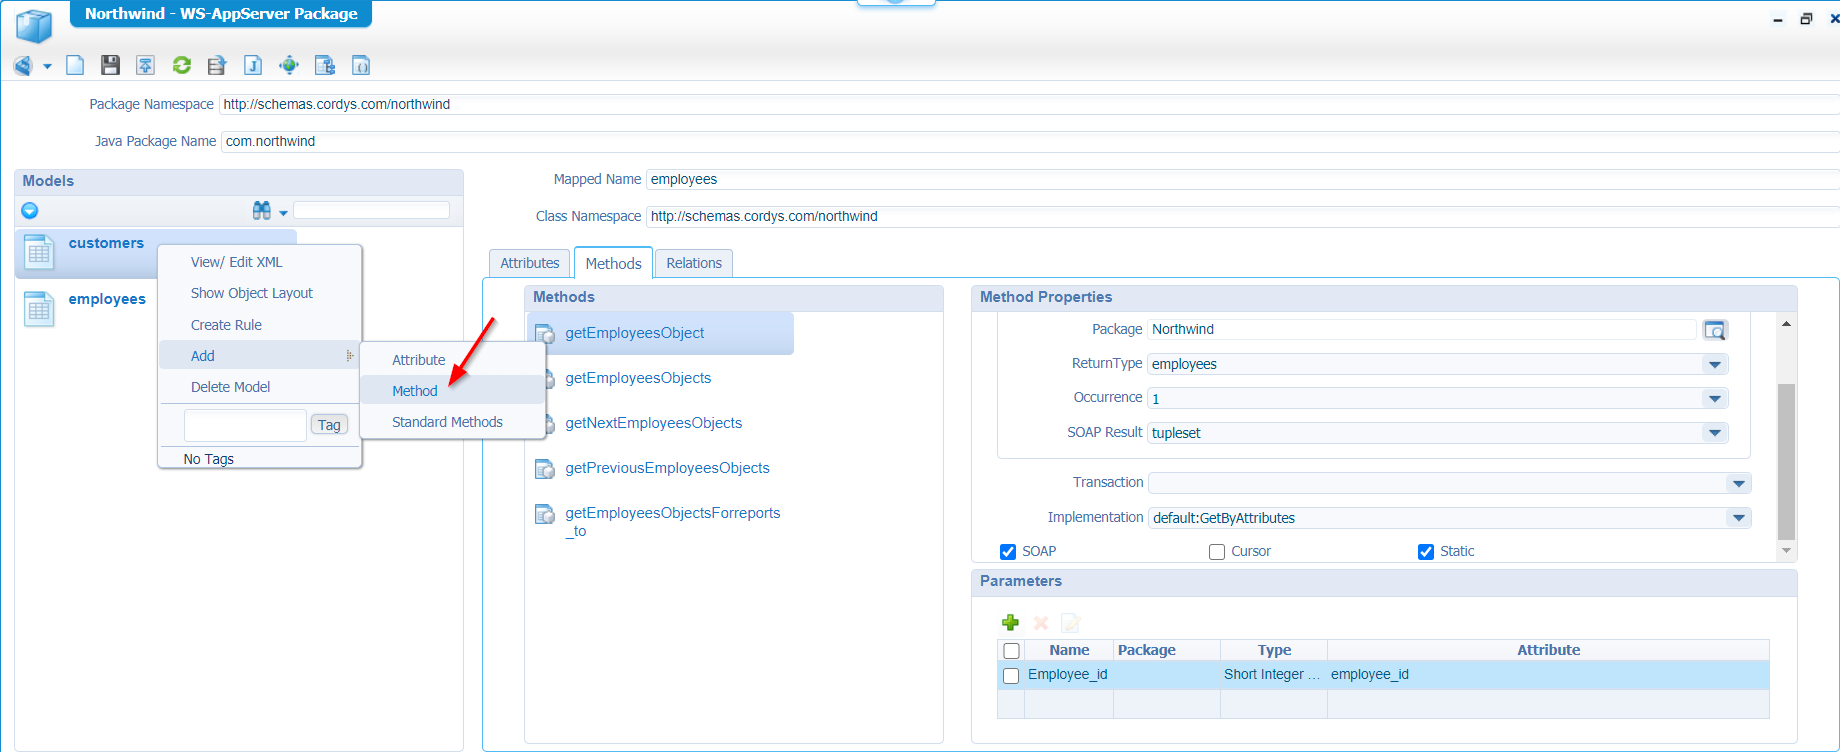 Northwind - WS-AppServer Package
Package Namespace http://schemas.cordys.com/northwind
Java Package Name com.northwind
Models
customers
employees
View/ Edit XML
Show Object Layout
Create Rule
Add
Delete Model
Tag
No Tags
Attribute
Method
Standard Methods
Mapped Name employees
Class Namespace http://schemas.cordys.com/northwind
Attributes Methods Relations
Methods
getEmployeesObject
getEmployeesObjects
getNextEmployeesObjects
getPreviousEmployeesObjects
getEmployeesObjectsForreports
_to
Method Properties
Package Northwind
ReturnType employees
Occurrence 1
SOAP Result tupleset
Transaction
Implementation default:GetByAttributes
SOAP Cursor Static
Parameters
Name Package Type Attribute
Employee_id Short Integer ... employee_id